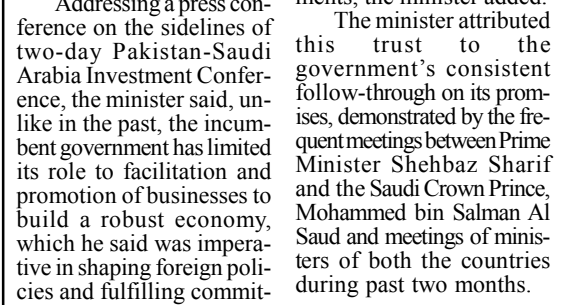 Addressing a press con-
ference on the sidelines of
two-day Pakistan-Saudi
Arabia Investment Confer-
ence, the minister said, un-
like in the past, the incum-
bent government has limited
its role to facilitation and
promotion of businesses to
build a robust economy,
which he said was impera-
tive in shaping foreign poli-
cies and fulfilling commit-
ments, the minister added.
The minister attributed
this trust to the
government's consistent
follow-through on its prom-
ises, demonstrated by the fre-
quent meetings between Prime
Minister Shehbaz Sharif
and the Saudi Crown Prince,
Mohammed bin Salman Al
Saud and meetings of minis-
ters of both the countries
during past two months.